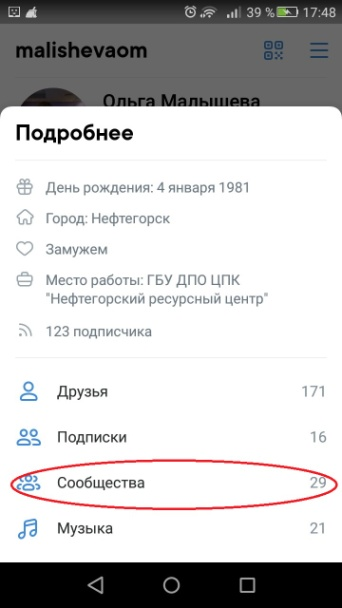 39 % 17:48
malishevaom
Ольга Малышева
Подробнее
День рождения: 4 января 1981
Город: Нефтегорск
Замужем
Место работы: ГБУ ДПО ЦПК
"Нефтегорский ресурсный центр"
123 подписчика
Друзья 171
Подписки 16
Сообщества 29
Музыка 21